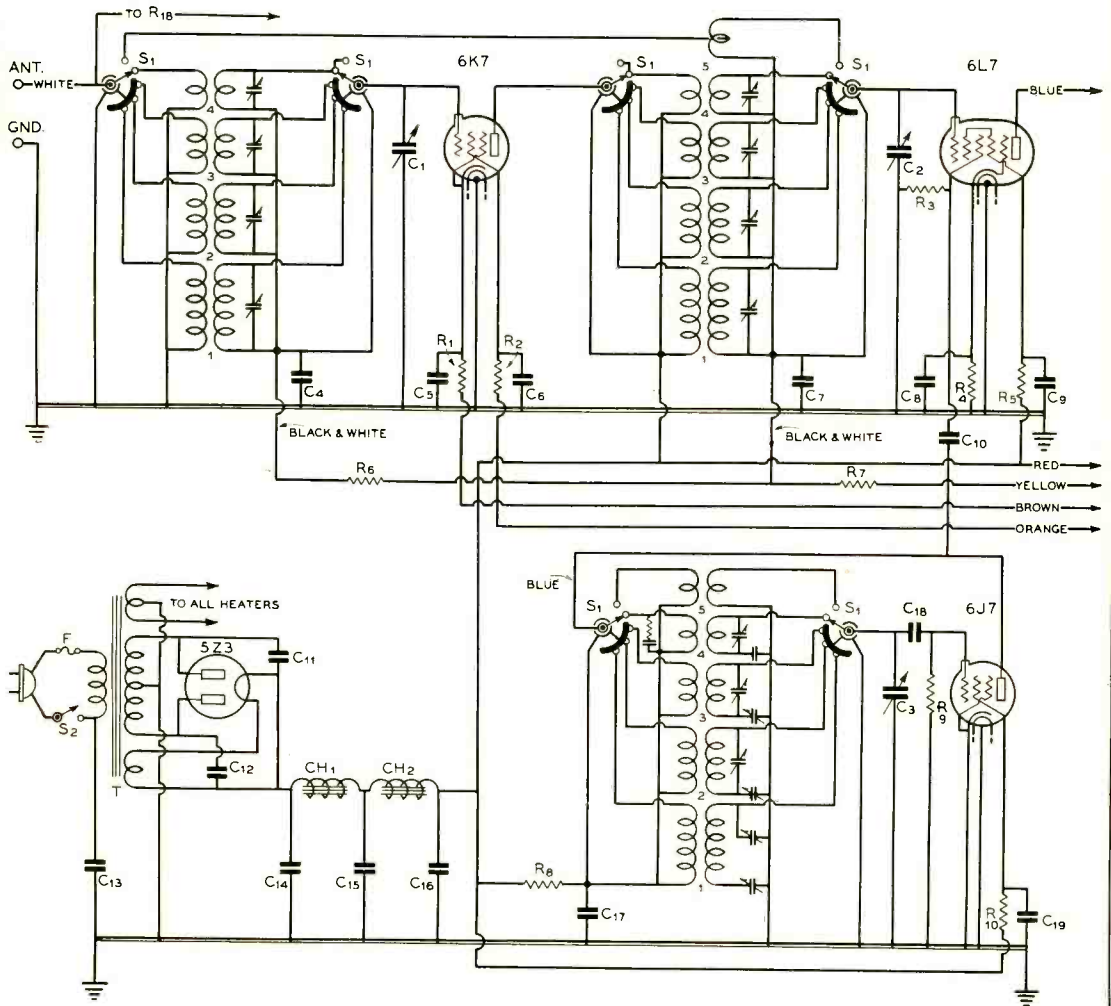 TO R18
ANT.
WHITE
GND.
S1
S1
6K7
S1
S1
6L7
BLUE
4
3
2
1
5
4
3
2
1
C1
C2
R3
R1
R2
C4
C5
C6
C7
C8
R4
R5
C9
C10
BLACK & WHITE
BLACK & WHITE
R6
R7
RED
YELLOW
BROWN
ORANGE
BLUE
TO ALL HEATERS
F
5Z3
S2
T
C11
C12
CH1
CH2
C13
C14
C15
C16
S1
S1
5
4
3
2
1
C18
6J7
C3
R9
R8
C17
R10
C19